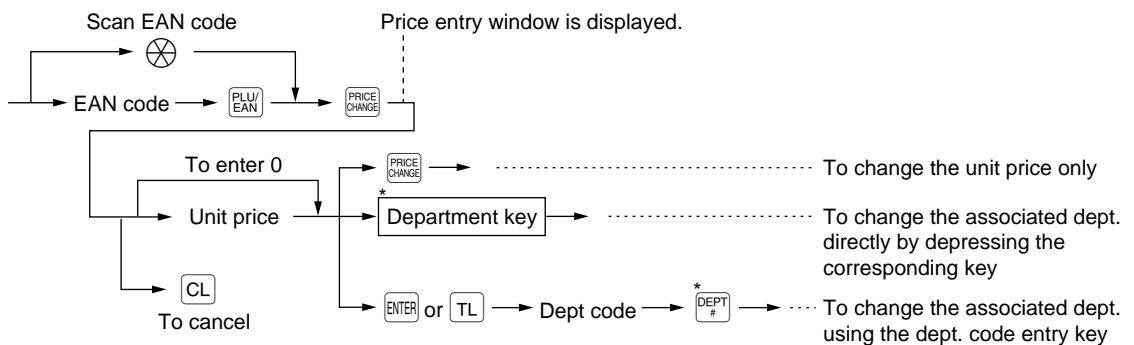 Scan EAN code
Price entry window is displayed.
EAN code
PLU/
EAN
PRICE
CHANGE
To enter 0
PRICE
CHANGE
To change the unit price only
Unit price
*
Department key
To change the associated dept.
directly by depressing the
corresponding key
CL
To cancel
ENTER or TL
Dept code
*
DEPT
#
To change the associated dept.
using the dept. code entry key